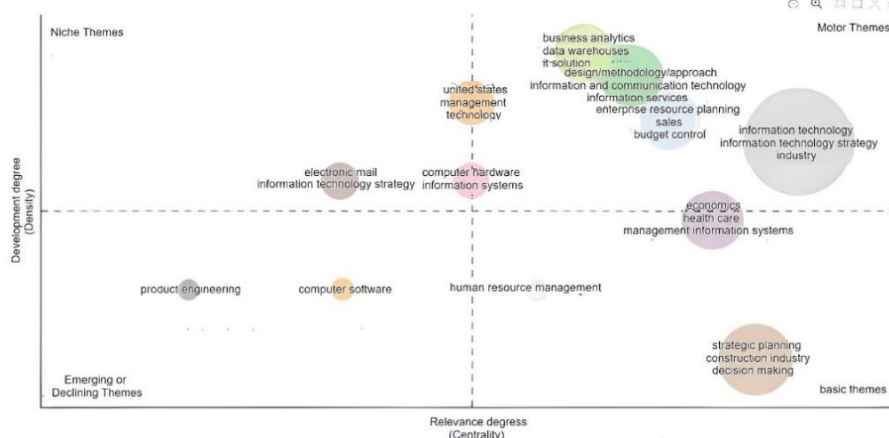 Niche Themes
Motor Themes
business analytics
data warehouses
it solution
design/methodology/approach
information and communication technology
information services
enterprise resource planning
sales
budget control
united states
management
technology
information technology
information technology strategy
industry
electronic mail
information technology strategy
computer hardware
information systems
economics
health care
management information systems
Development degree
(Density)
product engineering
computer software
human resource management
strategic planning
construction industry
decision making
Emerging or
Declining Themes
basic themes
Relevance degress
(Centrality)